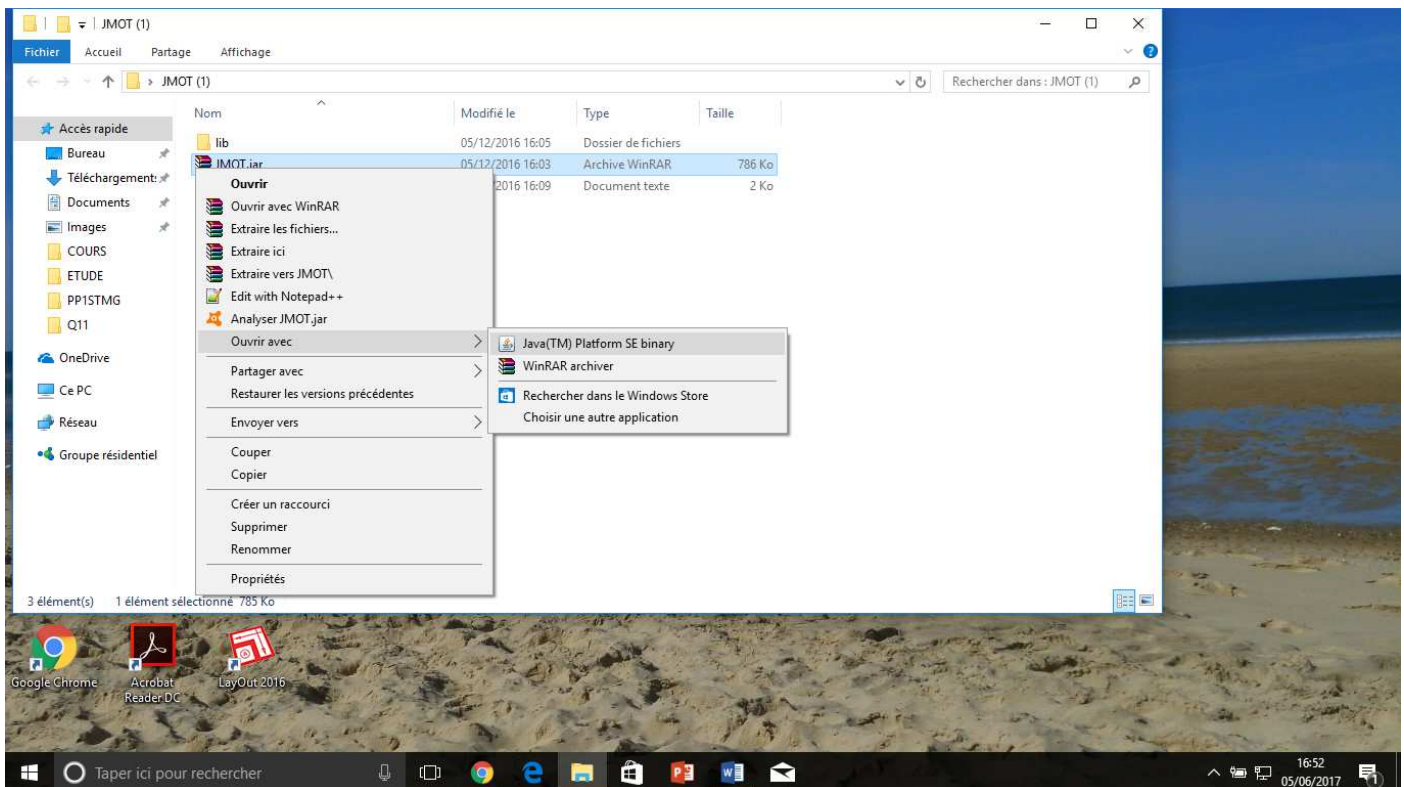 JMOT (1)
Fichier Accueil Partage Affichage
JMOT (1)
Rechercher dans : JMOT (1)
Nom Modifié le Type Taille
Accès rapide
Bureau
Téléchargements
Documents
Images
COURS
ETUDE
PP1STMG
Q11
OneDrive
Ce PC
Réseau
Groupe résidentiel
lib 05/12/2016 16:05 Dossier de fichiers
JMOT.jar 05/12/2016 16:03 Archive WinRAR 786 Ko
2016 16:09 Document texte 2 Ko
Ouvrir
Ouvrir avec WinRAR
Extraire les fichiers...
Extraire ici
Extraire vers JMOT\
Edit with Notepad++
Analyser JMOT.jar
Ouvrir avec
Partager avec
Restaurer les versions précédentes
Envoyer vers
Couper
Copier
Créer un raccourci
Supprimer
Renommer
Propriétés
Java(TM) Platform SE binary
WinRAR archiver
Rechercher dans le Windows Store
Choisir une autre application
3 élément(s) 1 élément sélectionné 785 Ko
Google Chrome
Acrobat
Reader DC
LayOut 2016
Taper ici pour rechercher
16:52
05/06/2017